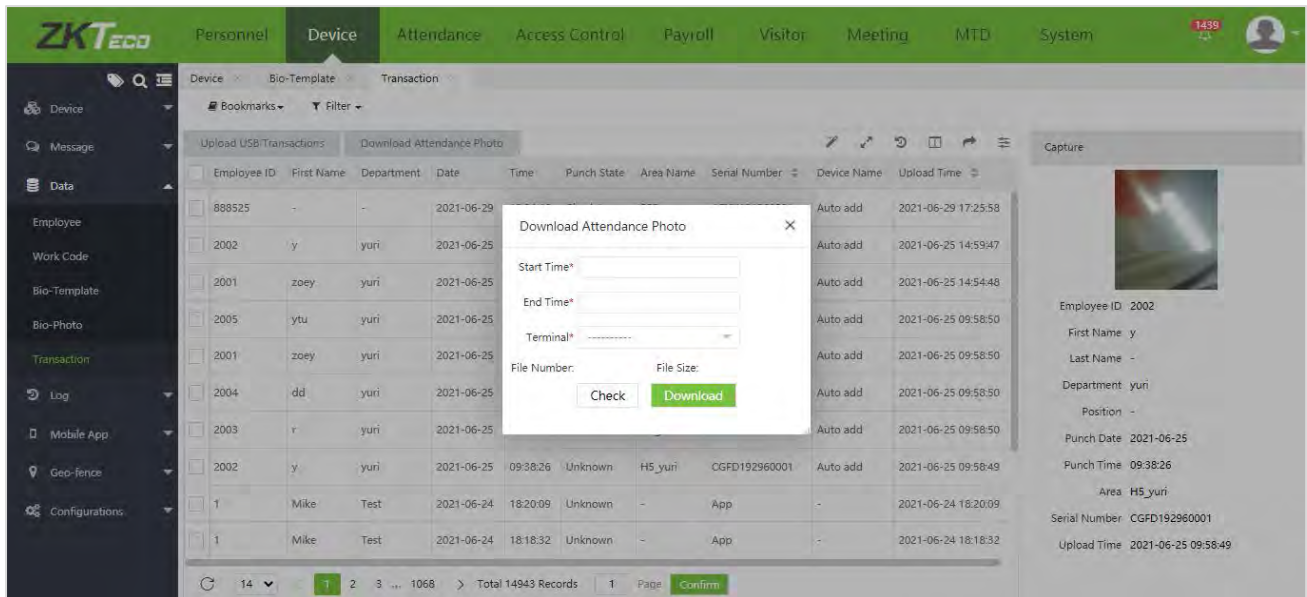 ZKTeco
Personnel Device Attendance Access Control Payroll Visitor Meeting MTD System 1439
Device Bio-Template Transaction
Bookmarks Filter
Device
Message
Data
Employee
Work Code
Bio-Template
Bio-Photo
Transaction
Log
Mobile App
Geo-fence
Configurations
Upload USB Transactions Download Attendance Photo
Employee ID First Name Department Date Time Punch State Area Name Serial Number Device Name Upload Time
888525 - - 2021-06-29 Auto add 2021-06-29 17:25:58
2002 y yuri 2021-06-25 Auto add 2021-06-25 14:59:47
2001 zoey yuri 2021-06-25 Auto add 2021-06-25 14:54:48
2005 ytu yuri 2021-06-25 Auto add 2021-06-25 09:58:50
2001 zoey yuri 2021-06-25 Auto add 2021-06-25 09:58:50
2004 dd yuri 2021-06-25 Auto add 2021-06-25 09:58:50
2003 r yuri 2021-06-25 Auto add 2021-06-25 09:58:50
2002 y yuri 2021-06-25 09:38:26 Unknown H5_yuri CGFD192960001 Auto add 2021-06-25 09:58:49
1 Mike Test 2021-06-24 18:20:09 Unknown - App - 2021-06-24 18:20:09
1 Mike Test 2021-06-24 18:18:32 Unknown - App - 2021-06-24 18:18:32
14 < 1 2 3 ... 1068 > Total 14943 Records 1 Page Confirm
Download Attendance Photo ×
Start Time*
End Time*
Terminal* ----------
File Number: File Size:
Check Download
Capture
Employee ID 2002
First Name y
Last Name -
Department yuri
Position -
Punch Date 2021-06-25
Punch Time 09:38:26
Area H5_yuri
Serial Number CGFD192960001
Upload Time 2021-06-25 09:58:49